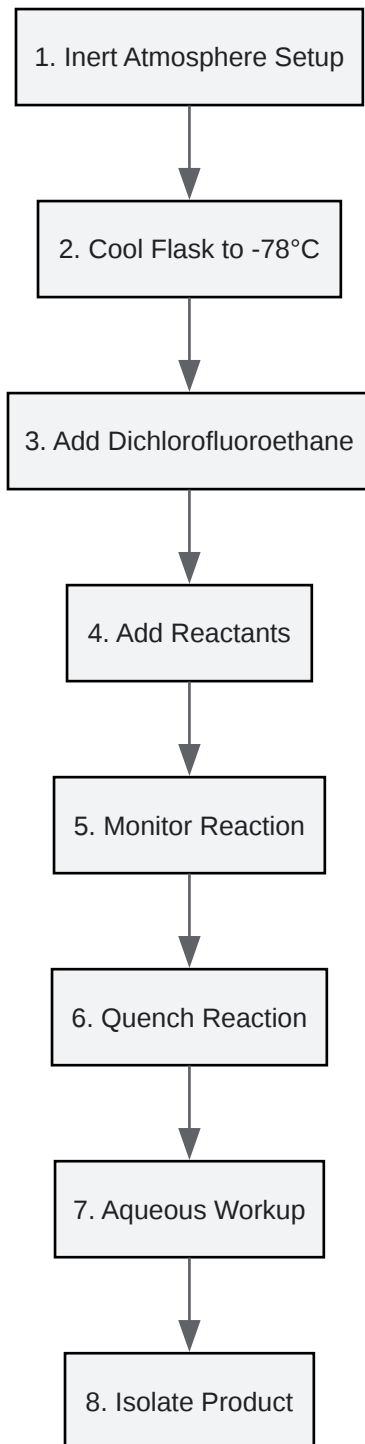 1. Inert Atmosphere Setup
2. Cool Flask to -78°C
3. Add Dichlorofluoroethane
4. Add Reactants
5. Monitor Reaction
6. Quench Reaction
7. Aqueous Workup
8. Isolate Product